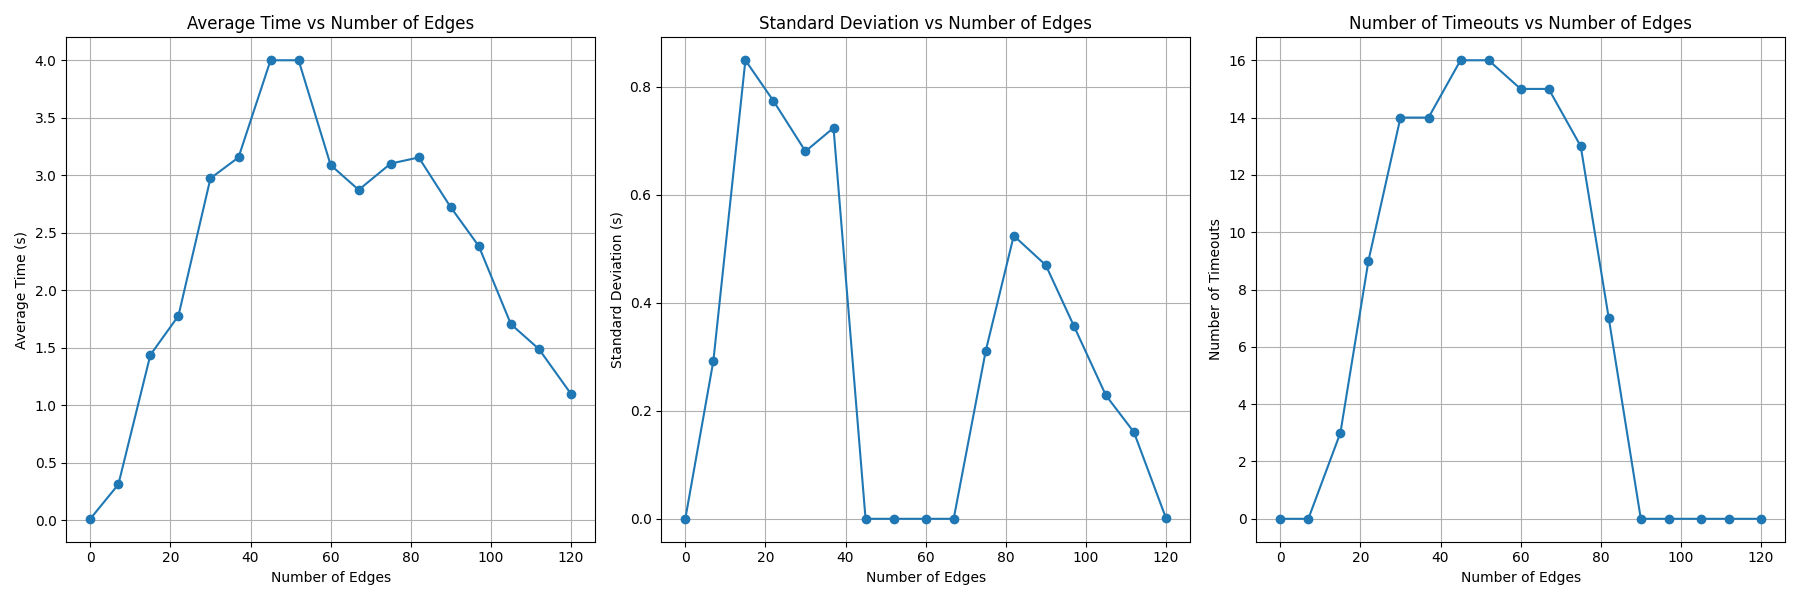 Average Time vs Number of Edges
Standard Deviation vs Number of Edges
Number of Timeouts vs Number of Edges
Average Time (s)
4.0
3.5
3.0
2.5
2.0
1.5
1.0
0.5
0.0
0 20 40 60 80 100 120
Number of Edges
Standard Deviation (s)
0.8
0.6
0.4
0.2
0.0
0 20 40 60 80 100 120
Number of Edges
Number of Timeouts
16
14
12
10
8
6
4
2
0
0 20 40 60 80 100 120
Number of Edges